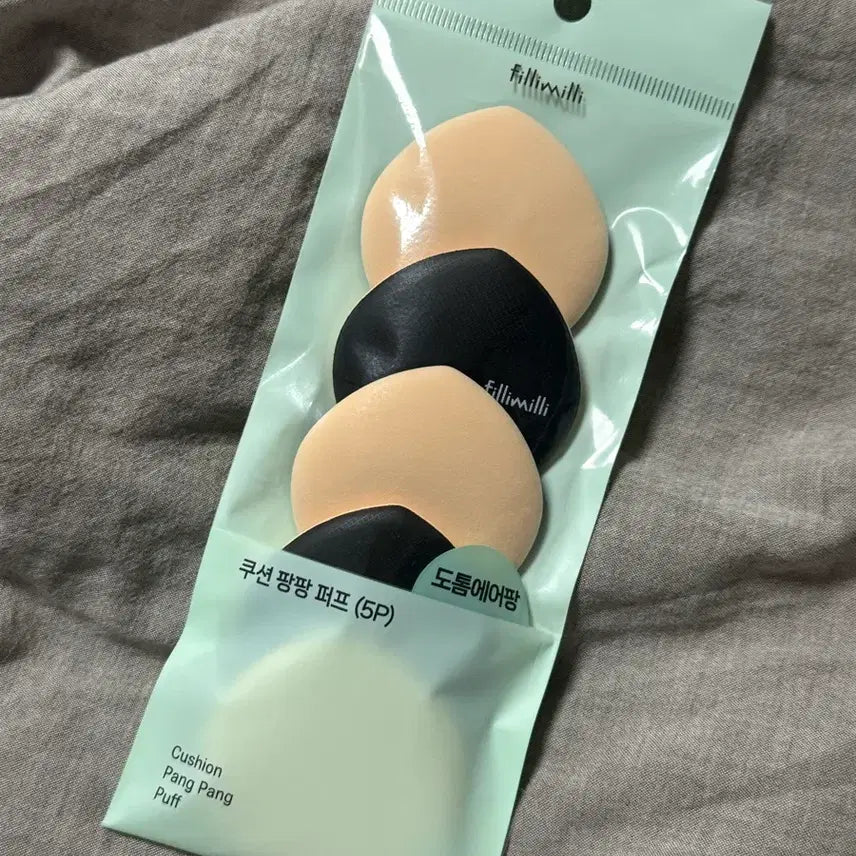 fillimilli
fillimilli
쿠션 팡팡 퍼프 (5P)
도톰에어팡
Cushion
Pang Pang
Puff